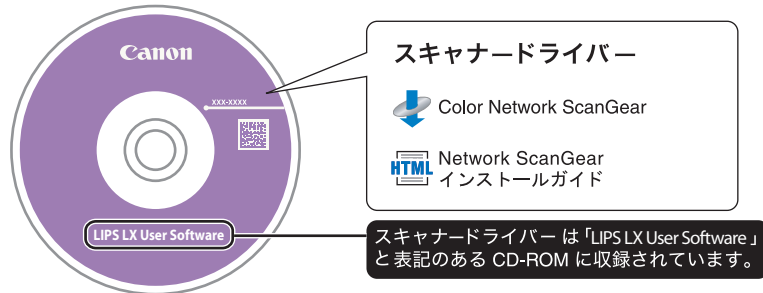 Canon
XXX-XXXX
LIPS LX User Software
スキャナードライバー
Color Network ScanGear
HTML
Network ScanGear
インストールガイド
スキャナードライバー は「LIPS LX User Software」
と表記のある CD-ROM に収録されています。